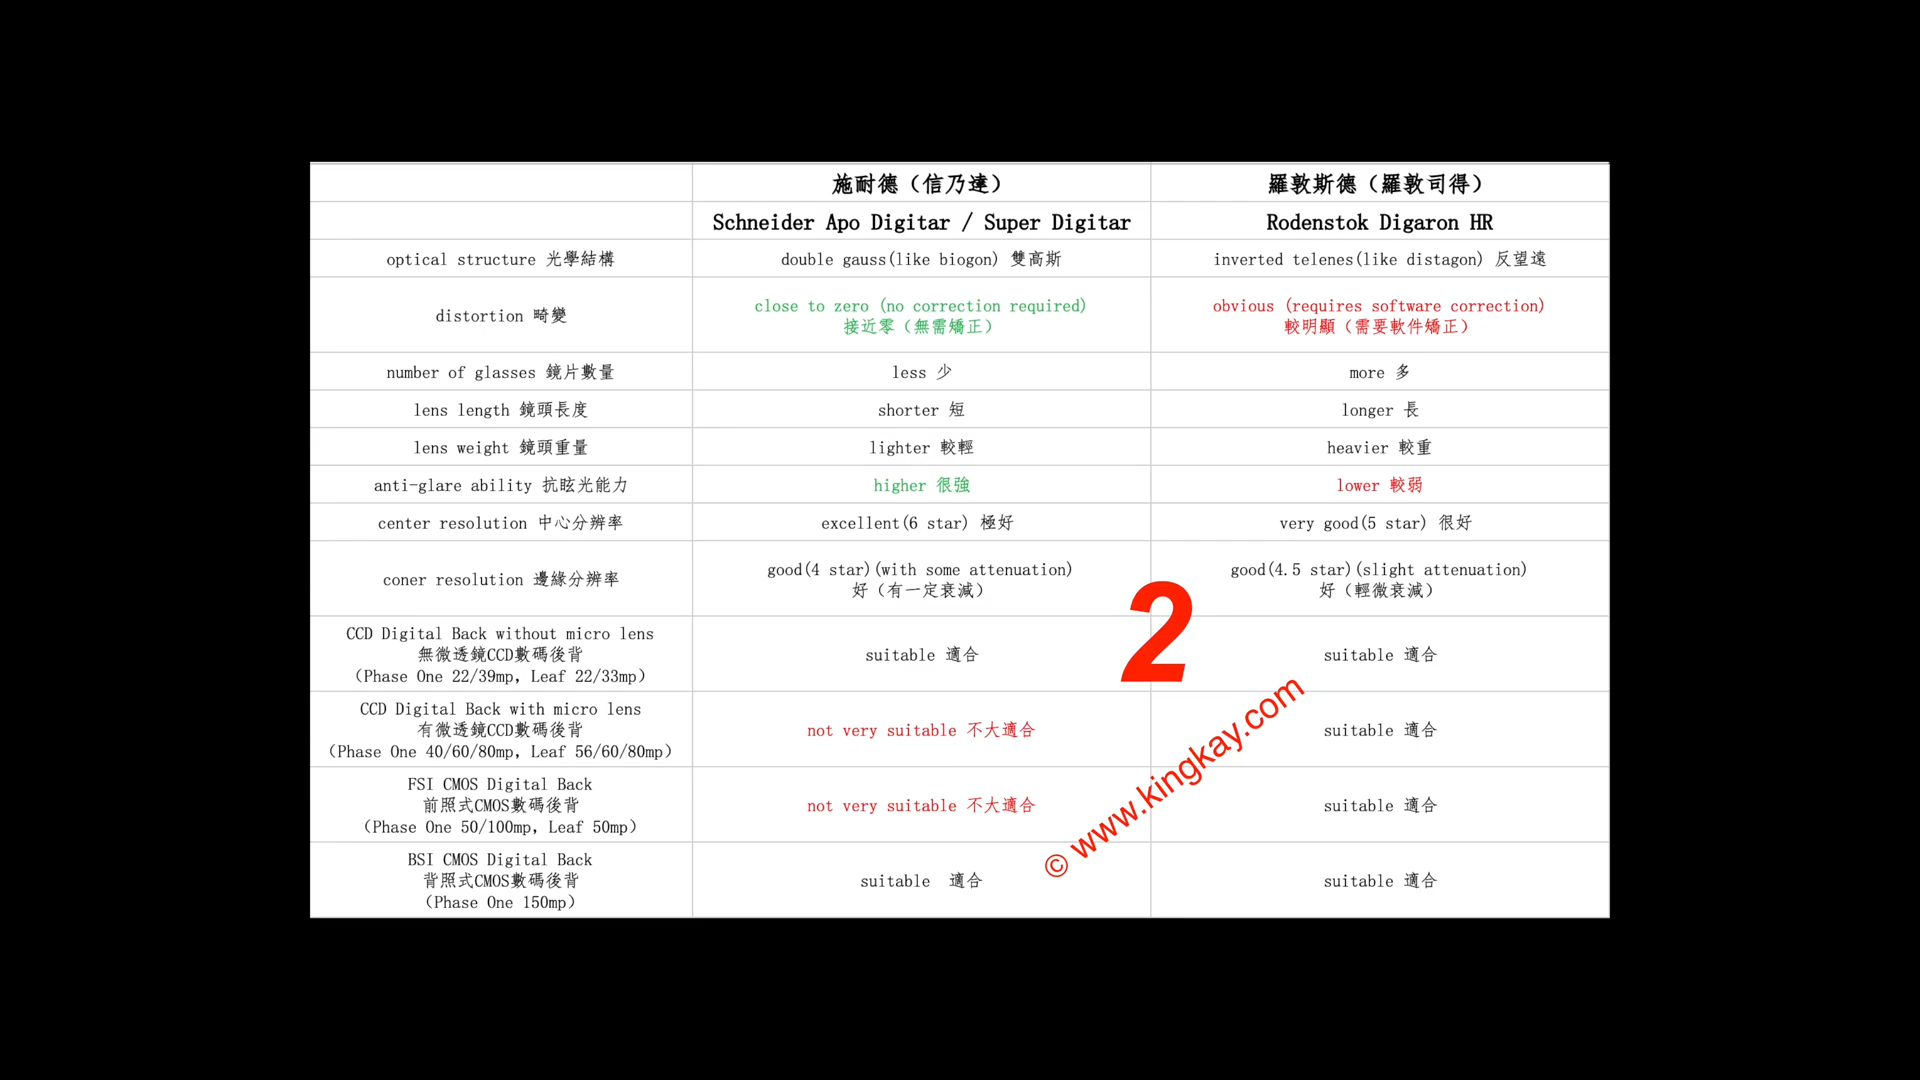 施耐德（信乃達） 羅敦斯德（羅敦司得）
Schneider Apo Digitar / Super Digitar Rodenstok Digaron HR
optical structure 光學結構 double gauss(like biogon) 雙高斯 inverted telenes(like distagon) 反望遠
distortion 畸變 close to zero (no correction required) 接近零（無需矯正） obvious (requires software correction) 較明顯（需要軟件矯正）
number of glasses 鏡片數量 less 少 more 多
lens length 鏡頭長度 shorter 短 longer 長
lens weight 鏡頭重量 lighter 較輕 heavier 較重
anti-glare ability 抗眩光能力 higher 很強 lower 較弱
center resolution 中心分辨率 excellent(6 star) 極好 very good(5 star) 很好
coner resolution 邊緣分辨率 good(4 star)(with some attenuation) 好（有一定衰減） good(4.5 star)(slight attenuation) 好（輕微衰減）
CCD Digital Back without micro lens
無微透鏡CCD數碼後背
（Phase One 22/39mp, Leaf 22/33mp）
suitable 適合 suitable 適合
CCD Digital Back with micro lens
有微透鏡CCD數碼後背
（Phase One 40/60/80mp, Leaf 56/60/80mp）
not very suitable 不大適合 suitable 適合
FSI CMOS Digital Back
前照式CMOS數碼後背
（Phase One 50/100mp, Leaf 50mp）
not very suitable 不大適合 suitable 適合
BSI CMOS Digital Back
背照式CMOS數碼後背
（Phase One 150mp）
suitable 適合 suitable 適合
2
© www.kingkay.com